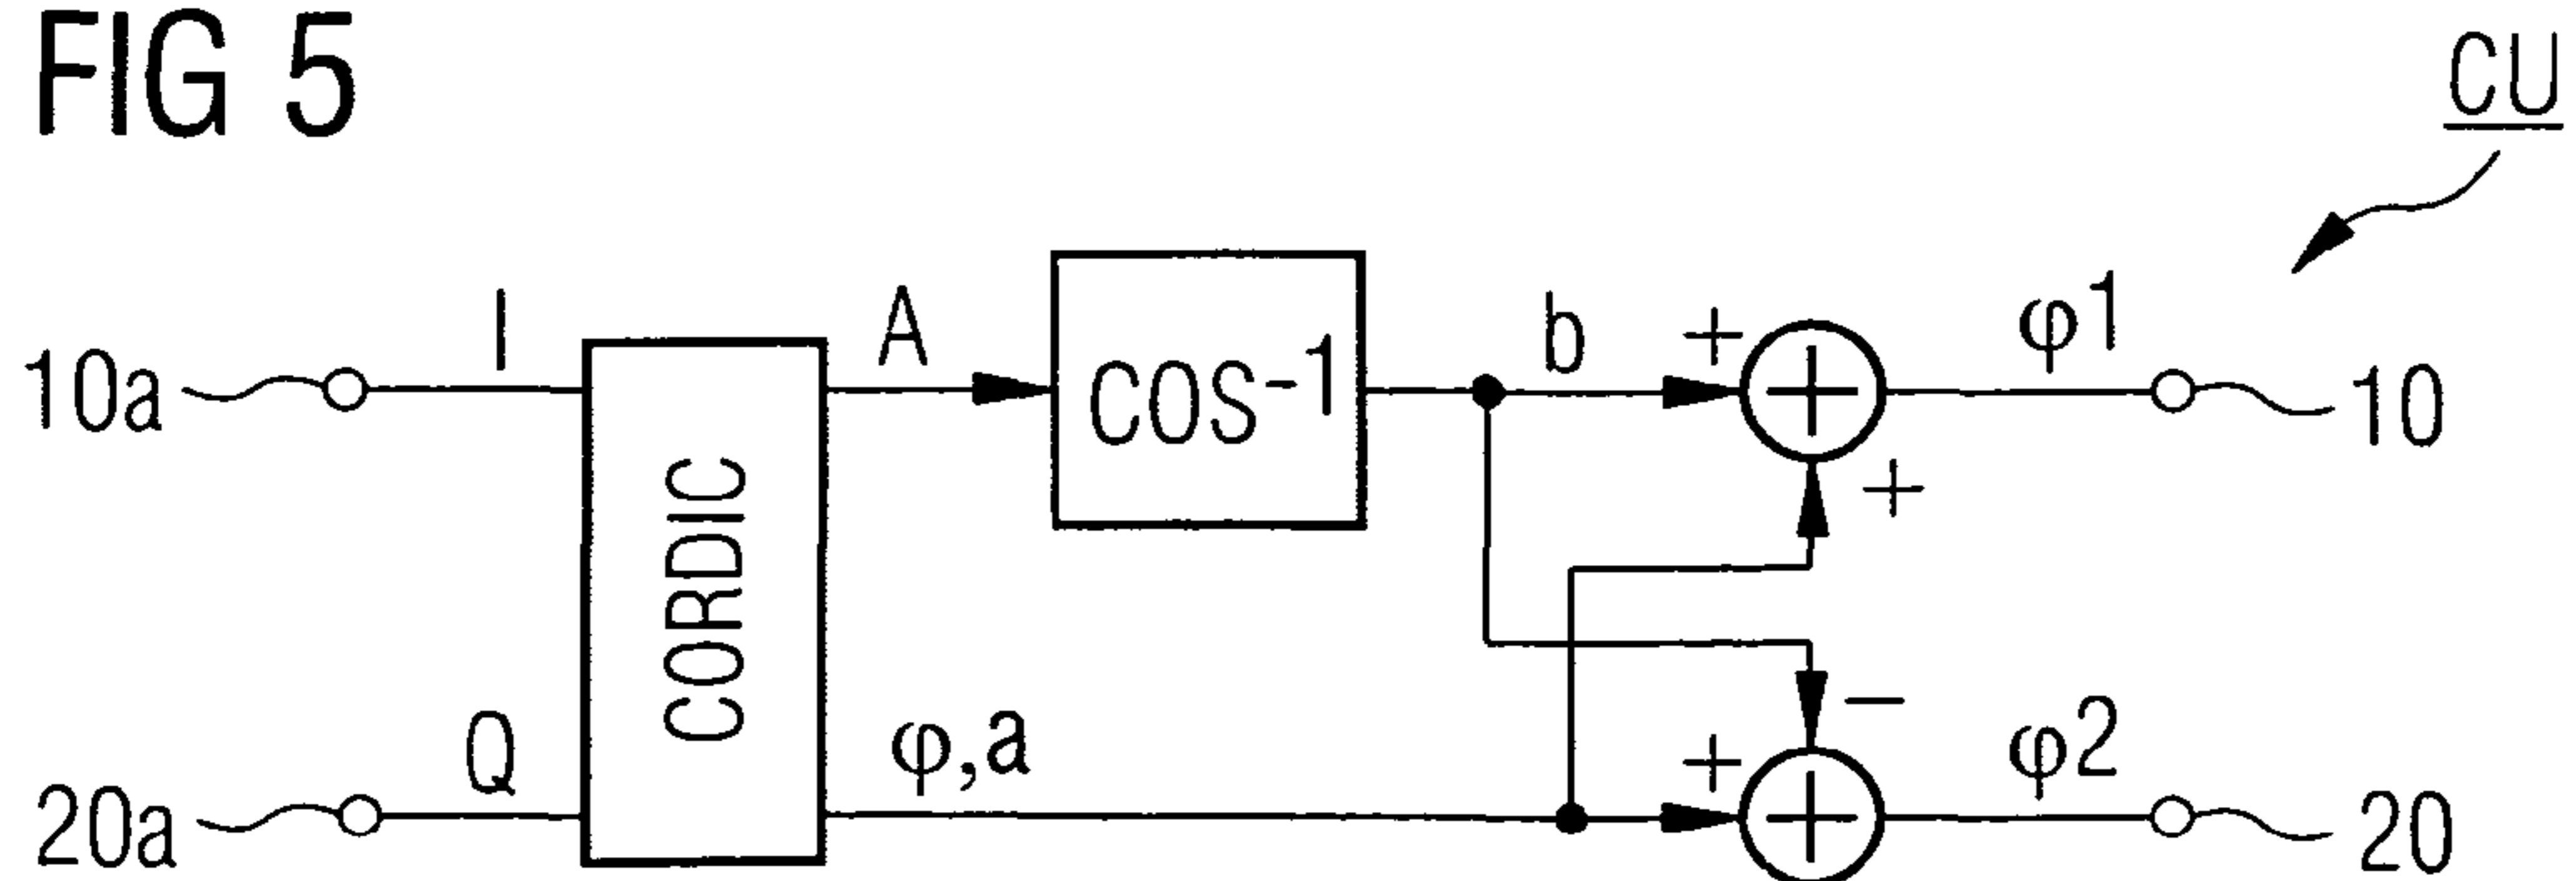 FIG 5
CU
10a
I
A
COS⁻¹
b
+
+
φ1
10
+
CORDIC
20a
Q
φ,a
+
−
+
φ2
20